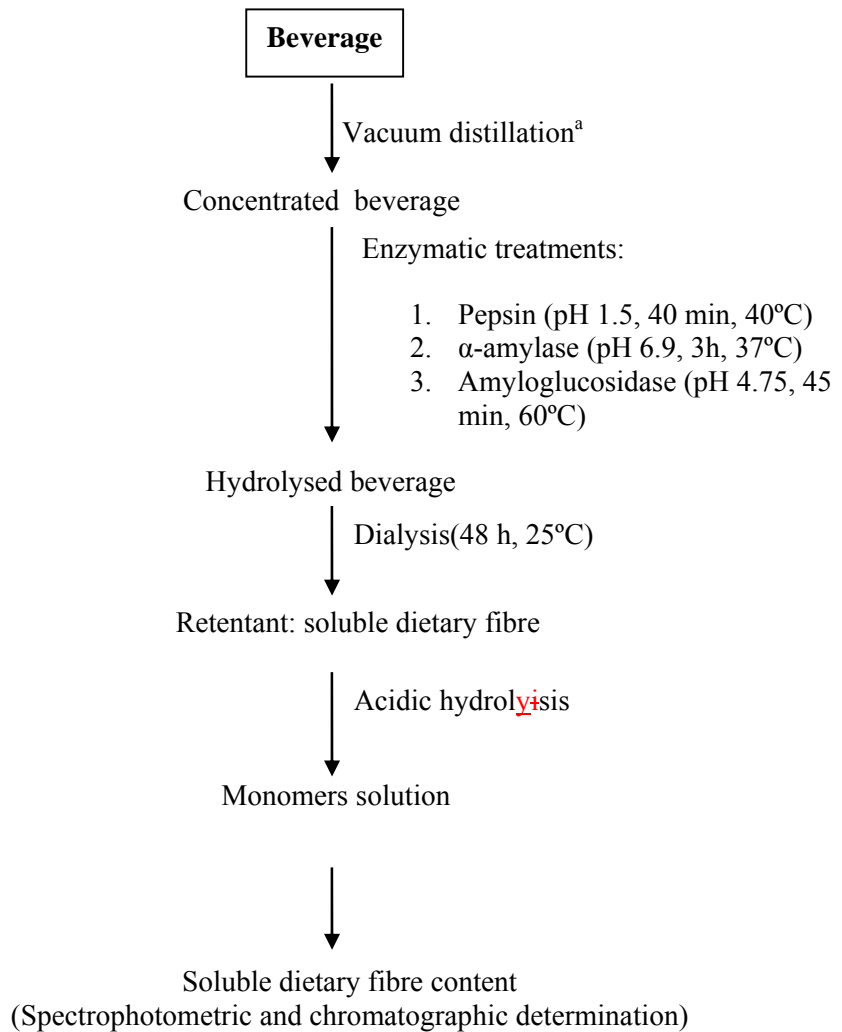 Beverage
Vacuum distillationª
Concentrated beverage
Enzymatic treatments:
1. Pepsin (pH 1.5, 40 min, 40ºC)
2. α-amylase (pH 6.9, 3h, 37ºC)
3. Amyloglucosidase (pH 4.75, 45
min, 60ºC)
Hydrolysed beverage
Dialysis(48 h, 25ºC)
Retentant: soluble dietary fibre
Acidic hydrolyisis
Monomers solution
Soluble dietary fibre content
(Spectrophotometric and chromatographic determination)